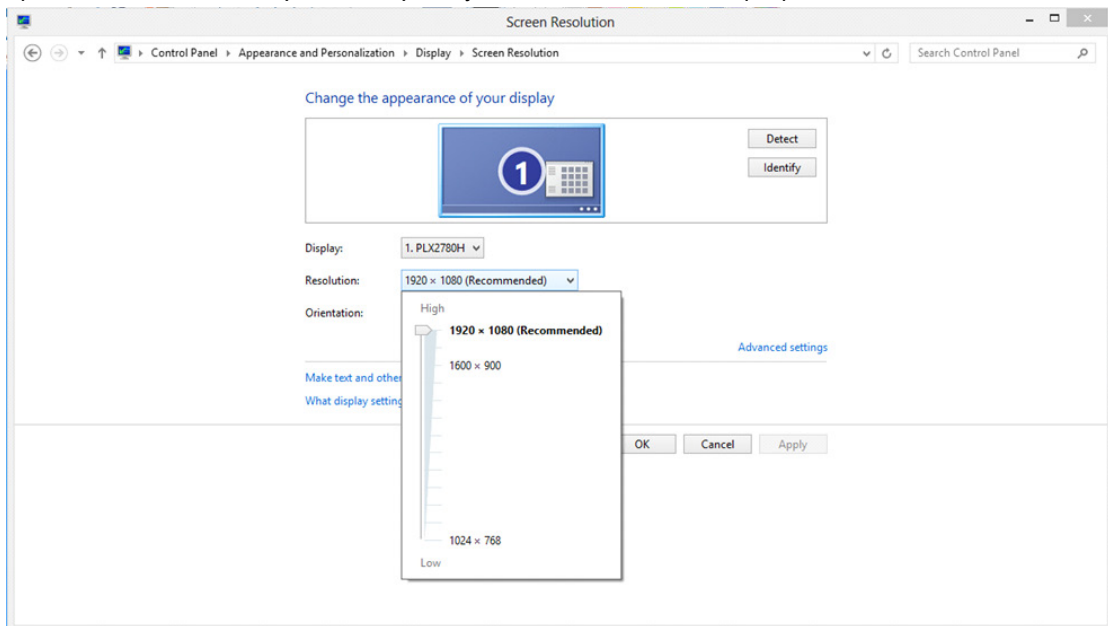 Screen Resolution
Control Panel Appearance and Personalization Display Screen Resolution
Search Control Panel
Change the appearance of your display
1
Detect
Identify
Display: 1. PLX2780H
Resolution: 1920 × 1080 (Recommended)
Orientation:
High
1920 × 1080 (Recommended)
1600 × 900
1024 × 768
Low
Advanced settings
Make text and other
What display setting
OK Cancel Apply